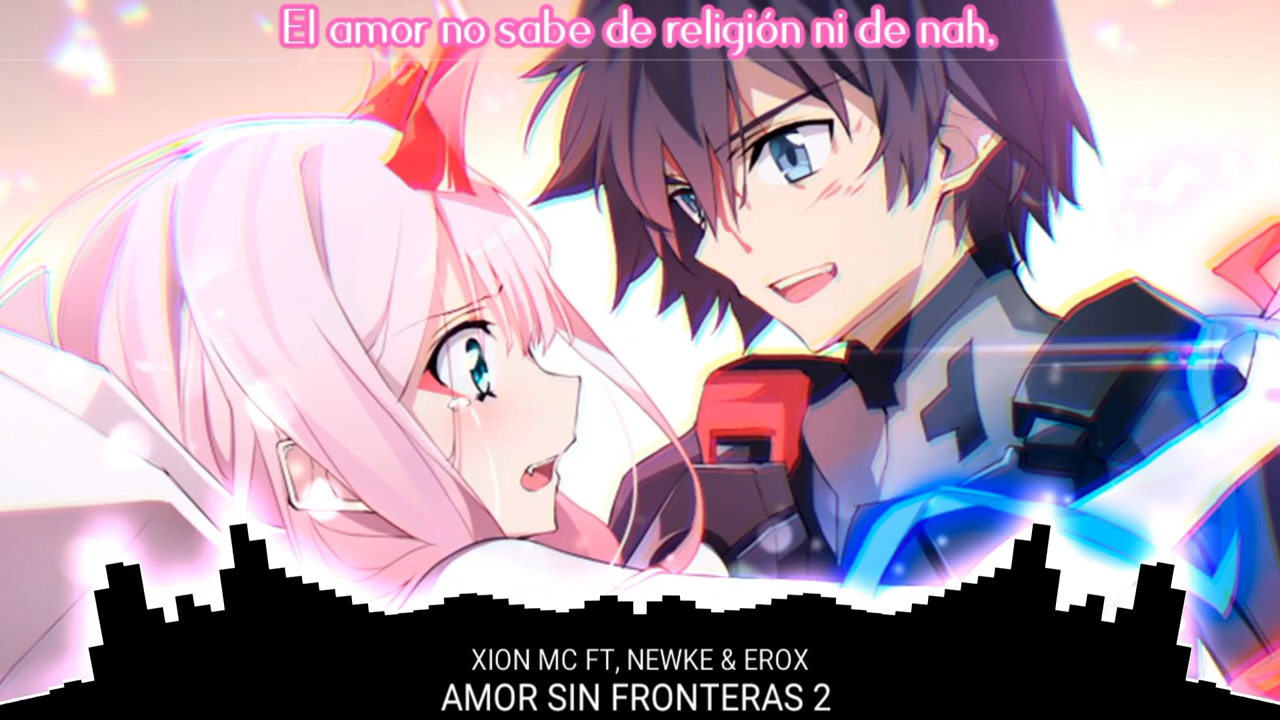 El amor no sabe de religión ni de nah,
XION MC FT, NEWKE & EROX
AMOR SIN FRONTERAS 2